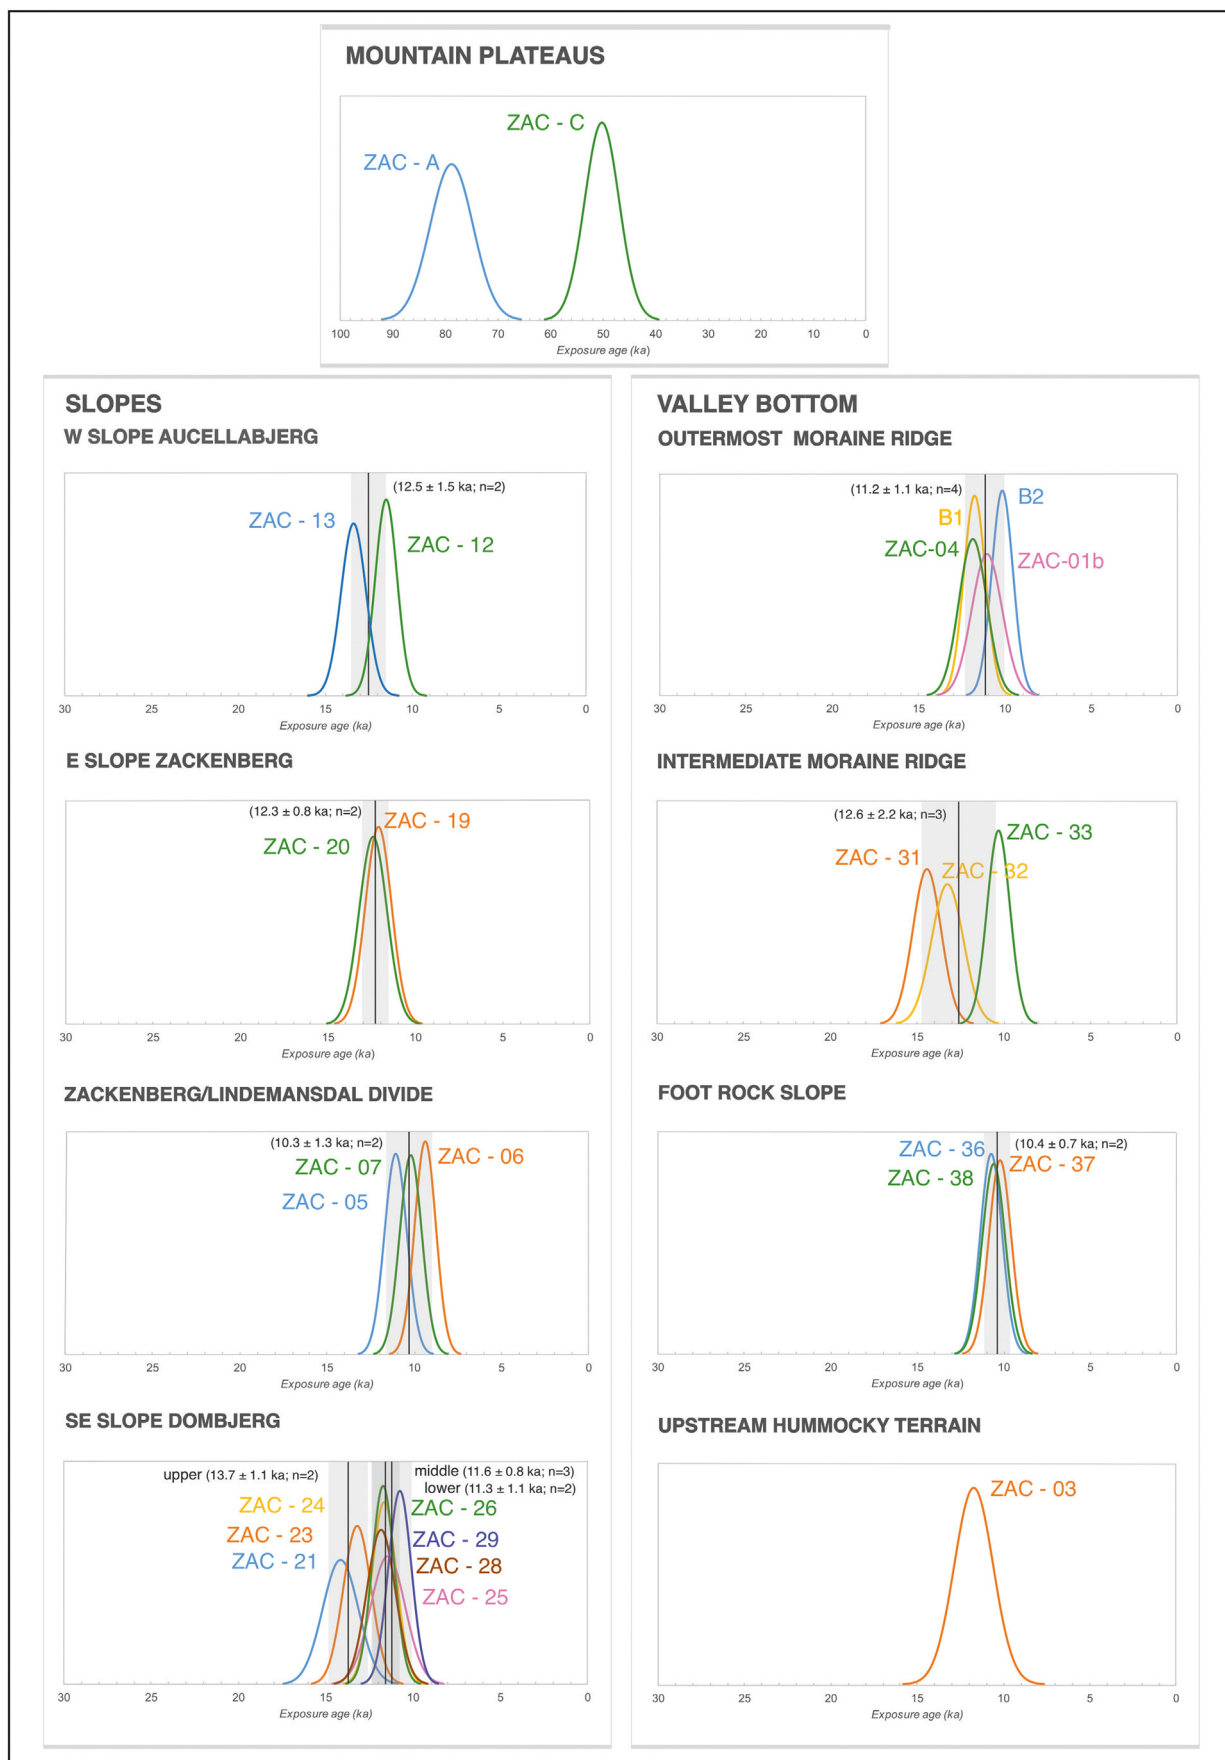 MOUNTAIN PLATEAUS
ZAC - C
ZAC - A
100 90 80 70 60 50 40 30 20 10 0
Exposure age (ka)
SLOPES
W SLOPE AUCELLABJERG
(12.5 ± 1.5 ka; n=2)
ZAC - 13
ZAC - 12
30 25 20 15 10 5 0
Exposure age (ka)
E SLOPE ZACKENBERG
(12.3 ± 0.8 ka; n=2)
ZAC - 19
ZAC - 20
30 25 20 15 10 5 0
Exposure age (ka)
ZACKENBERG/LINDEMANSDAL DIVIDE
(10.3 ± 1.3 ka; n=2)
ZAC - 06
ZAC - 07
ZAC - 05
30 25 20 15 10 5 0
Exposure age (ka)
SE SLOPE DOMBJERG
upper (13.7 ± 1.1 ka; n=2)
middle (11.6 ± 0.8 ka; n=3)
lower (11.3 ± 1.1 ka; n=2)
ZAC - 24
ZAC - 26
ZAC - 23
ZAC - 29
ZAC - 21
ZAC - 28
ZAC - 25
30 25 20 15 10 5 0
Exposure age (ka)
VALLEY BOTTOM
OUTERMOST MORAINE RIDGE
(11.2 ± 1.1 ka; n=4)
B2
B1
ZAC-04
ZAC-01b
30 25 20 15 10 5 0
Exposure age (ka)
INTERMEDIATE MORAINE RIDGE
(12.6 ± 2.2 ka; n=3)
ZAC - 33
ZAC - 31
ZAC - 32
30 25 20 15 10 5 0
Exposure age (ka)
FOOT ROCK SLOPE
(10.4 ± 0.7 ka; n=2)
ZAC - 36
ZAC - 37
ZAC - 38
30 25 20 15 10 5 0
Exposure age (ka)
UPSTREAM HUMMOCKY TERRAIN
ZAC - 03
30 25 20 15 10 5 0
Exposure age (ka)